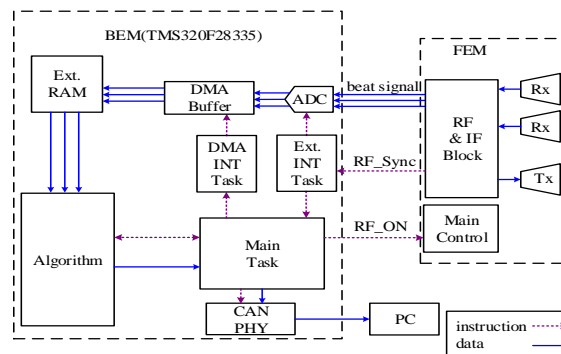 BEM(TMS320F28335)
FEM
Ext.
RAM
DMA
Buffer
ADC
beat signall
RF
& IF
Block
Rx
Rx
Tx
DMA
INT
Task
Ext.
INT
Task
RF_Sync
Algorithm
Main
Task
RF_ON
Main
Control
CAN
PHY
PC
instruction
data